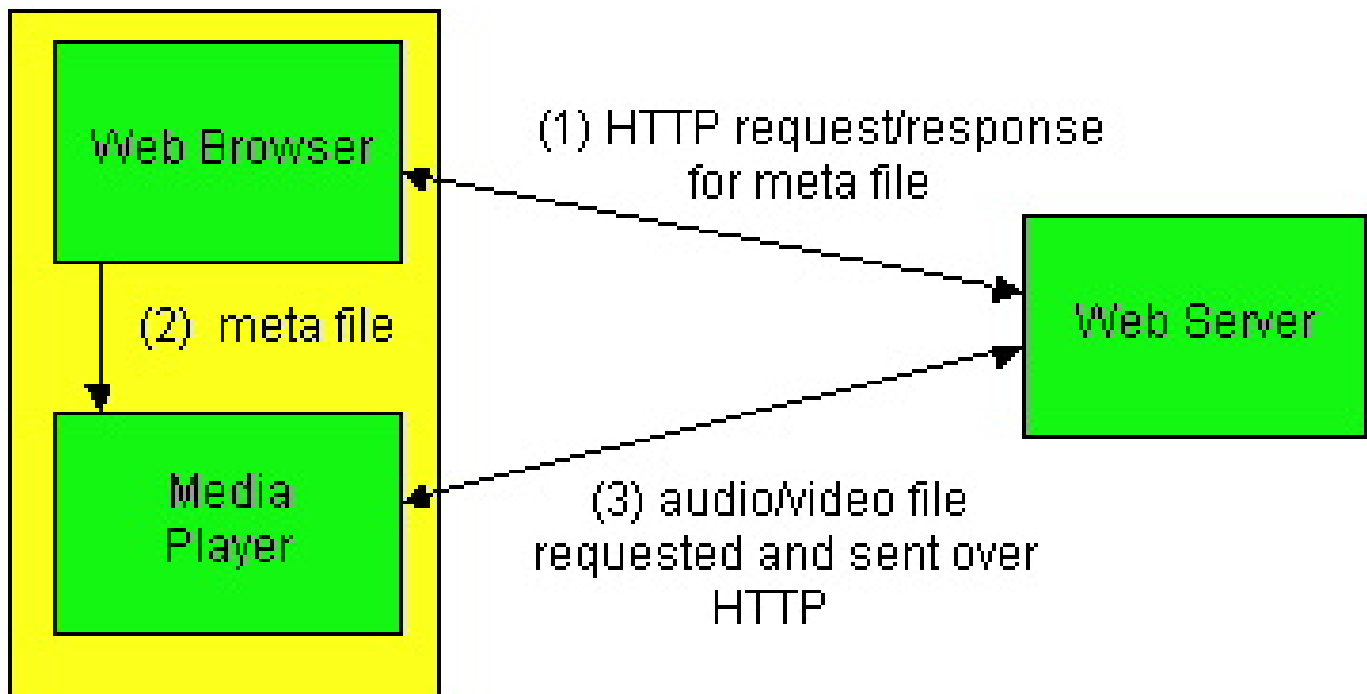 Web Browser
(1) HTTP request/response
for meta file
(2) meta file
Web Server
Media
Player
(3) audio/video file
requested and sent over
HTTP